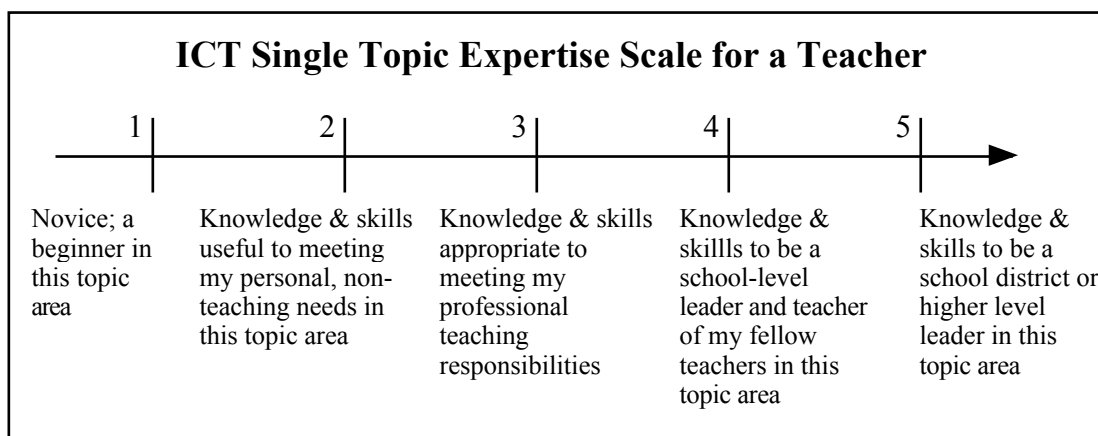 ICT Single Topic Expertise Scale for a Teacher
1
2
3
4
5
Novice; a
beginner in
this topic
area
Knowledge & skills
useful to meeting
my personal, non-
teaching needs in
this topic area
Knowledge & skills
appropriate to
meeting my
professional
teaching
responsibilities
Knowledge &
skillls to be a
school-level
leader and teacher
of my fellow
teachers in this
topic area
Knowledge &
skills to be a
school district or
higher level
leader in this
topic area